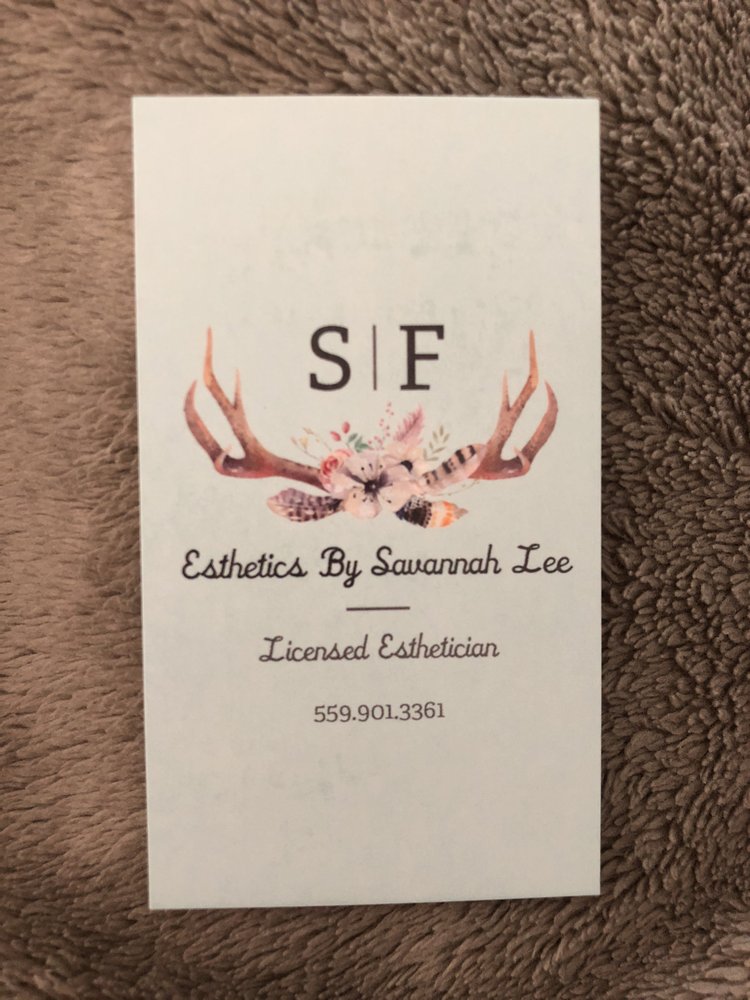 S|F
Esthetics By Savannah Lee
Licensed Esthetician
559.901.3361